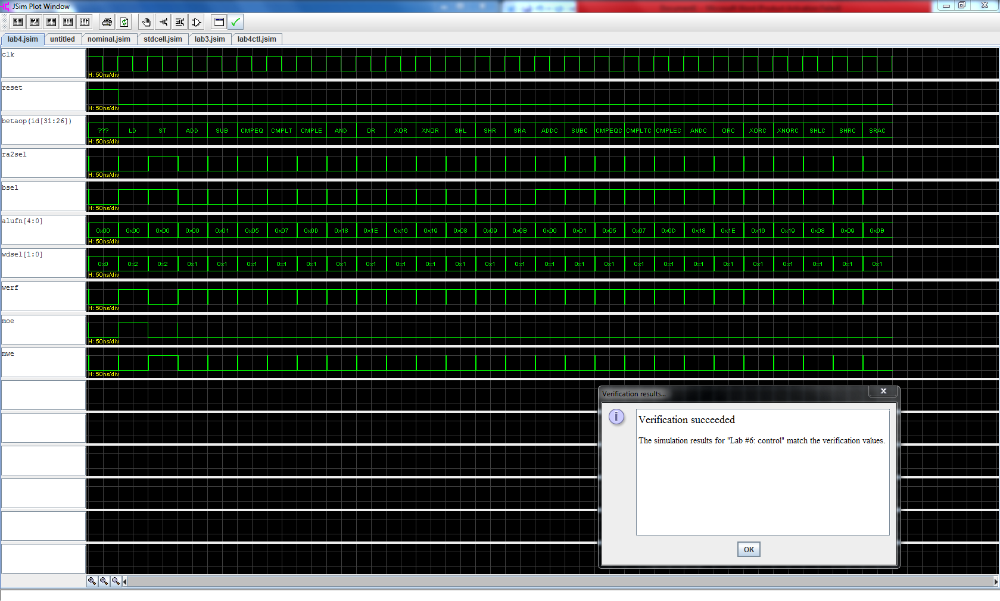 JSim Plot Window
lab4.jsim untitled nominal.jsim stdcell.jsim lab3.jsim lab4ctl.jsim
clk
H: 50ns/div
reset
H: 50ns/div
betaop(id[31:26])
??? LD ST ADD SUB CMPEQ CMPLT CMPLE AND OR XOR XNOR SHL SHR SRA ADDC SUBC CMPEQC CMPLTC CMPLEC ANDC ORC XORC XNORC SHLC SHRC SRAC
H: 50ns/div
ra2sel
H: 50ns/div
bsel
H: 50ns/div
alufn[4:0]
0x00 0x00 0x00 0x00 0x01 0x05 0x07 0x0D 0x18 0x1E 0x16 0x19 0x08 0x09 0x0B 0x00 0x01 0x05 0x07 0x0D 0x18 0x1E 0x16 0x19 0x08 0x09 0x0B
H: 50ns/div
wdsel[1:0]
0x0 0x2 0x2 0x1 0x1 0x1 0x1 0x1 0x1 0x1 0x1 0x1 0x1 0x1 0x1 0x1 0x1 0x1 0x1 0x1 0x1 0x1 0x1 0x1 0x1 0x1 0x1
H: 50ns/div
werf
H: 50ns/div
moe
H: 50ns/div
mwe
H: 50ns/div
Verification results...
Verification succeeded
The simulation results for "Lab #6: control" match the verification values.
OK